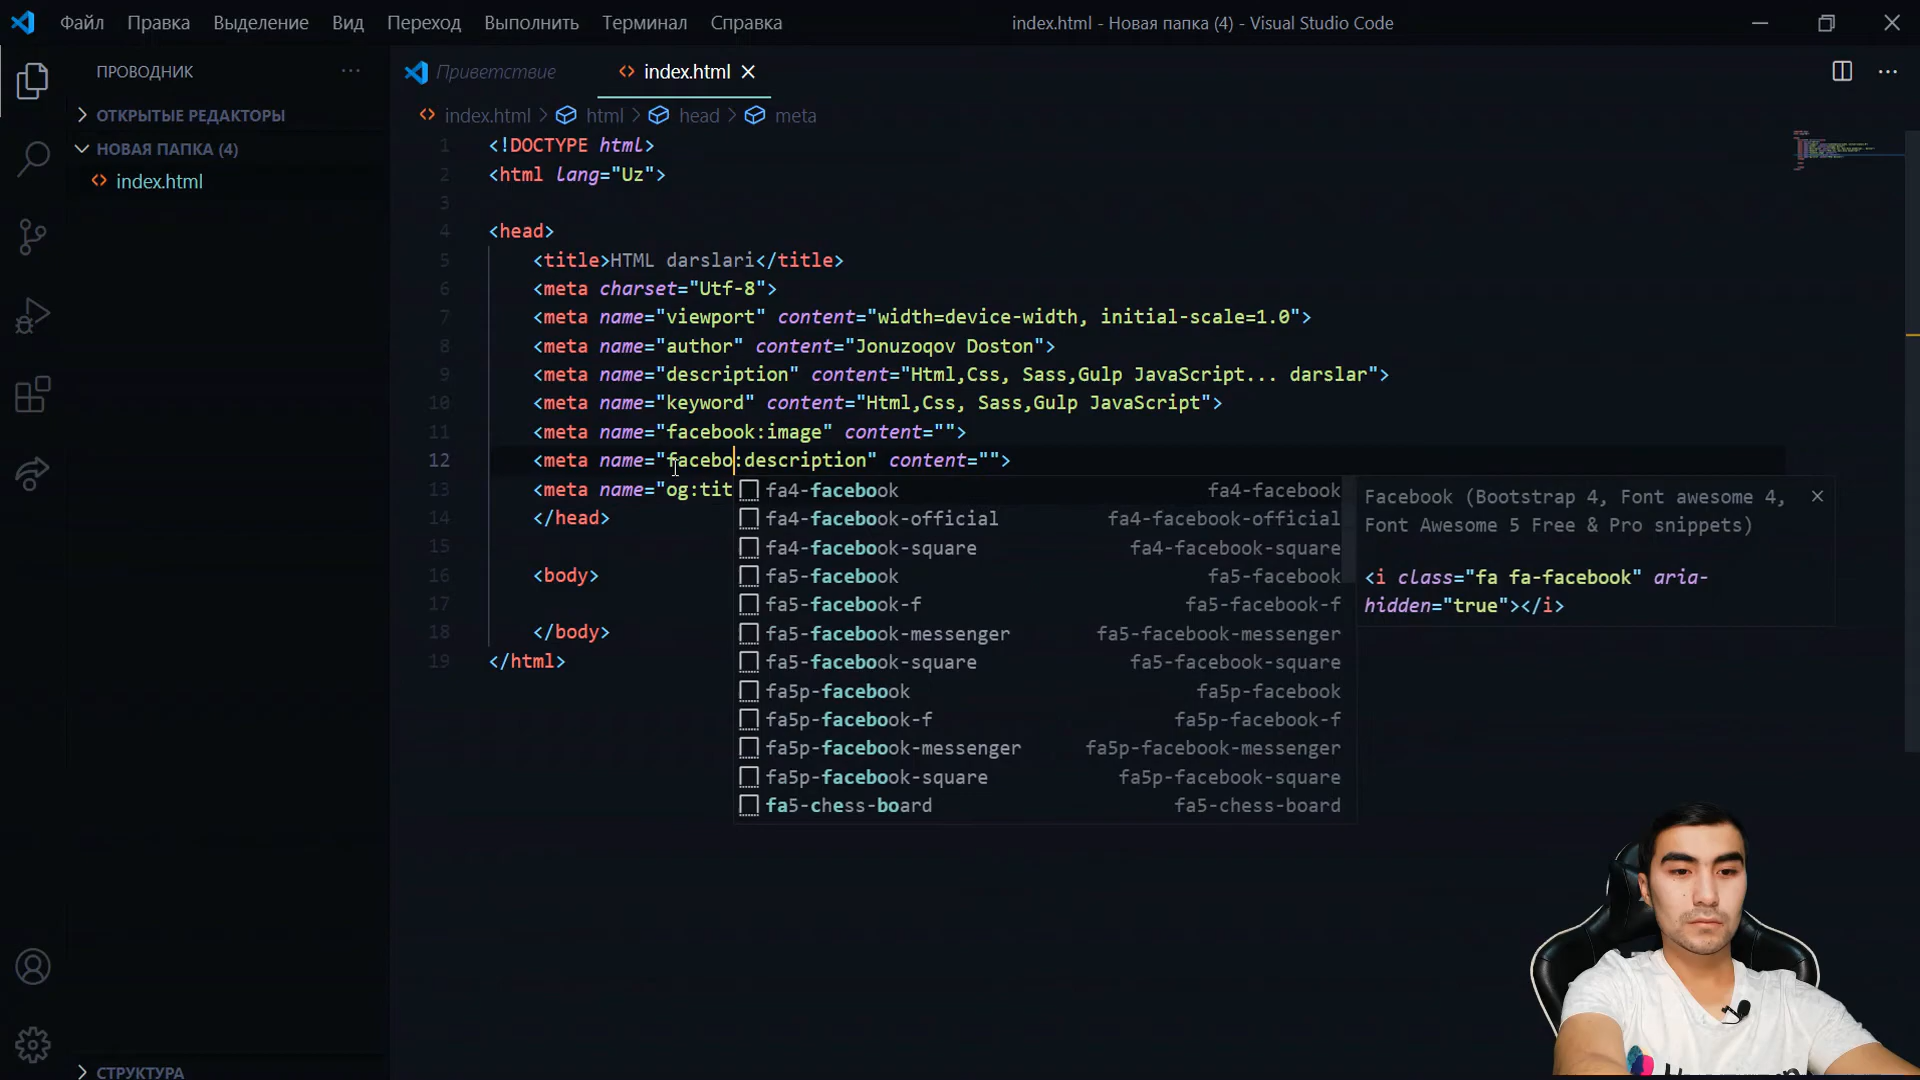 Файл Правка Выделение Вид Переход Выполнить Терминал Справка
index.html - Новая папка (4) - Visual Studio Code
ПРОВОДНИК
ОТКРЫТЫЕ РЕДАКТОРЫ
НОВАЯ ПАПКА (4)
index.html
СТРУКТУРА
Приветствие
index.html
index.html > html > head > meta
1 <!DOCTYPE html>
2 <html lang="Uz">
3
4 <head>
5 <title>HTML darslari</title>
6 <meta charset="Utf-8">
7 <meta name="viewport" content="width=device-width, initial-scale=1.0">
8 <meta name="author" content="Jonuzoqov Doston">
9 <meta name="description" content="Html,Css, Sass,Gulp JavaScript... darslar">
10 <meta name="keyword" content="Html,Css, Sass,Gulp JavaScript">
11 <meta name="facebook:image" content="">
12 <meta name="facebo:description" content="">
13 <meta name="og:tit
14 </head>
15
16 <body>
17
18 </body>
19 </html>
fa4-facebook fa4-facebook
fa4-facebook-official fa4-facebook-official
fa4-facebook-square fa4-facebook-square
fa5-facebook fa5-facebook
fa5-facebook-f fa5-facebook-f
fa5-facebook-messenger fa5-facebook-messenger
fa5-facebook-square fa5-facebook-square
fa5p-facebook fa5p-facebook
fa5p-facebook-f fa5p-facebook-f
fa5p-facebook-messenger fa5p-facebook-messenger
fa5p-facebook-square fa5p-facebook-square
fa5-chess-board fa5-chess-board
Facebook (Bootstrap 4, Font awesome 4,
Font Awesome 5 Free & Pro snippets)
<i class="fa fa-facebook" aria-
hidden="true"></i>